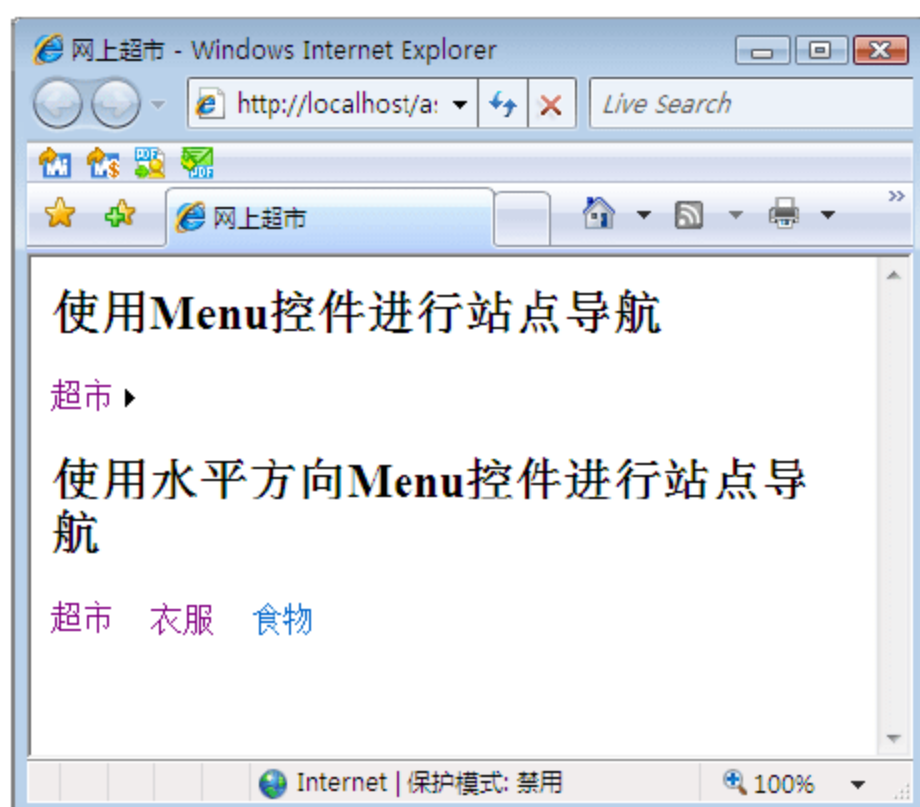 网上超市 - Windows Internet Explorer
http://localhost/a
Live Search
网上超市
使用Menu控件进行站点导航
超市
使用水平方向Menu控件进行站点导
航
超市 衣服 食物
Internet | 保护模式: 禁用 100%